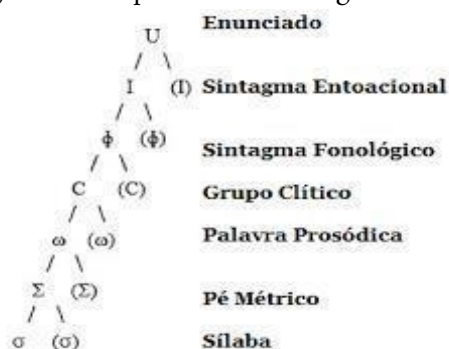 U Enunciado
I (I) Sintagma Entoacional
ϕ (ϕ) Sintagma Fonológico
C (C) Grupo Clítico
ω (ω) Palavra Prosódica
Σ (Σ) Pé Métrico
σ (σ) Sílaba